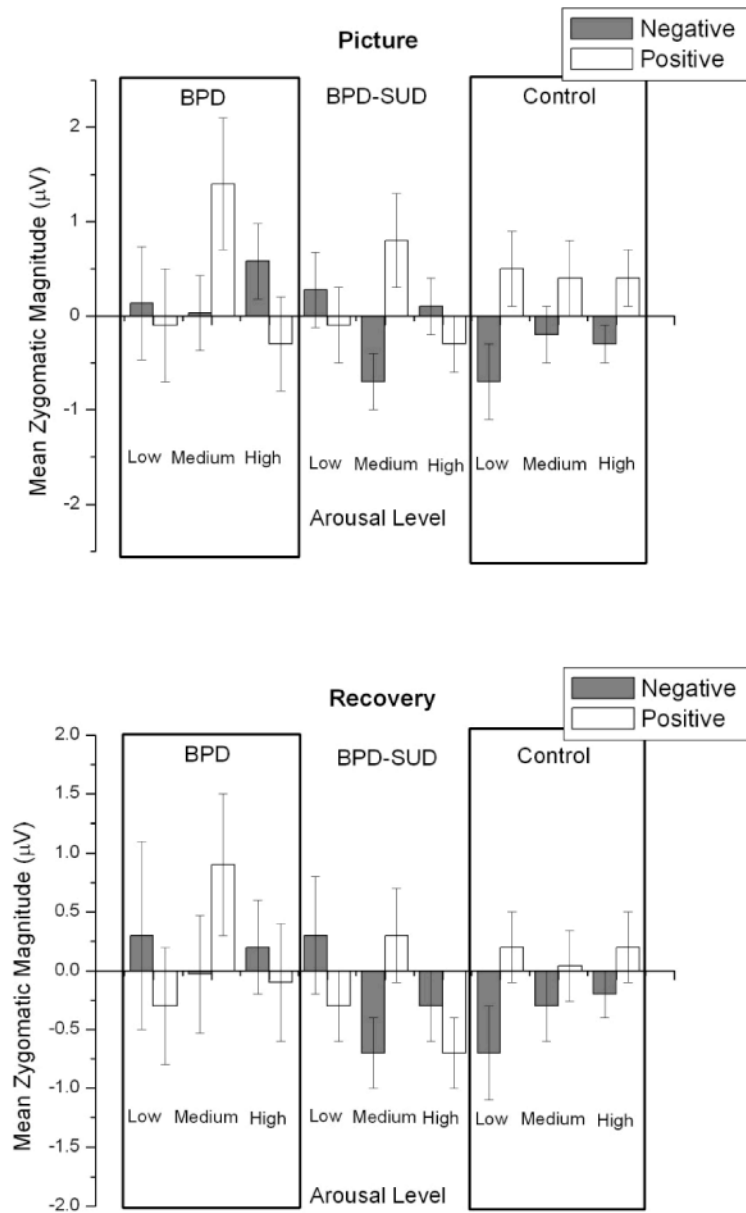 Negative
Positive
Picture
BPD
BPD-SUD
Control
Mean Zygomatic Magnitude (μV)
2
1
0
-1
-2
Low Medium High
Low Medium High
Low Medium High
Arousal Level
Negative
Positive
Recovery
BPD
BPD-SUD
Control
Mean Zygomatic Magnitude (μV)
2.0
1.5
1.0
0.5
0.0
-0.5
-1.0
-1.5
-2.0
Low Medium High
Low Medium High
Low Medium High
Arousal Level